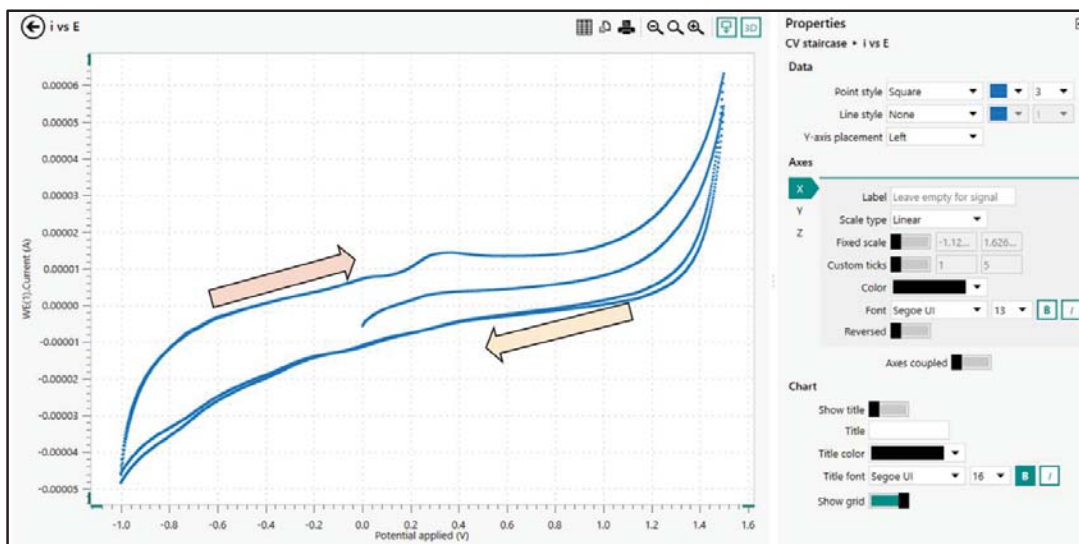 i vs E
3D
0.00006
0.00005
0.00004
0.00003
0.00002
0.00001
0.00000
-0.00001
-0.00002
-0.00003
-0.00004
-0.00005
WE(1).Current (A)
-1.0 -0.8 -0.6 -0.4 -0.2 0.0 0.2 0.4 0.6 0.8 1.0 1.2 1.4 1.6
Potential applied (V)
Properties
CV staircase ▸ i vs E
Data
Point style Square 3
Line style None 1
Y-axis placement Left
Axes
X
Y
Z
Label Leave empty for signal
Scale type Linear
Fixed scale -1.12... 1.626...
Custom ticks 1 5
Color
Font Segoe UI 13 B I
Reversed
Axes coupled
Chart
Show title
Title
Title color
Title font Segoe UI 16 B I
Show grid